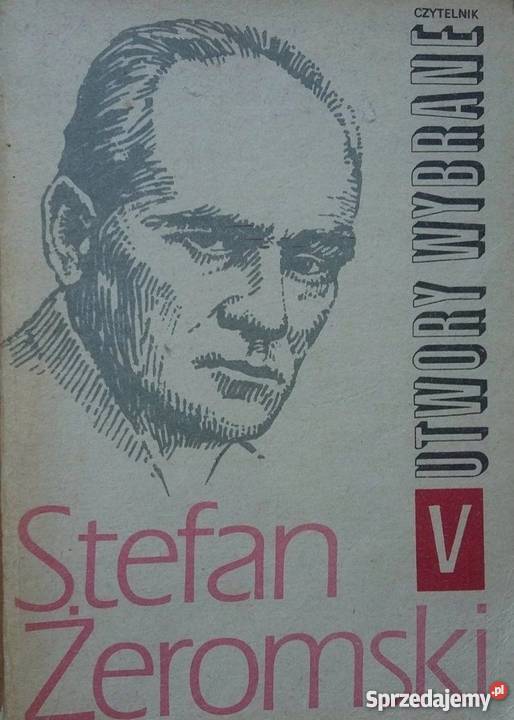 CZYTELNIK
UTWORY WYBRANE
V
Stefan
Żeromski
Sprzedajemy.pl